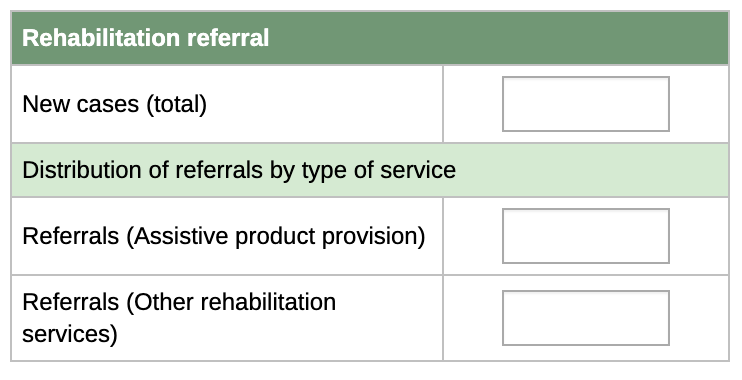 Rehabilitation referral
New cases (total)
Distribution of referrals by type of service
Referrals (Assistive product provision)
Referrals (Other rehabilitation
services)